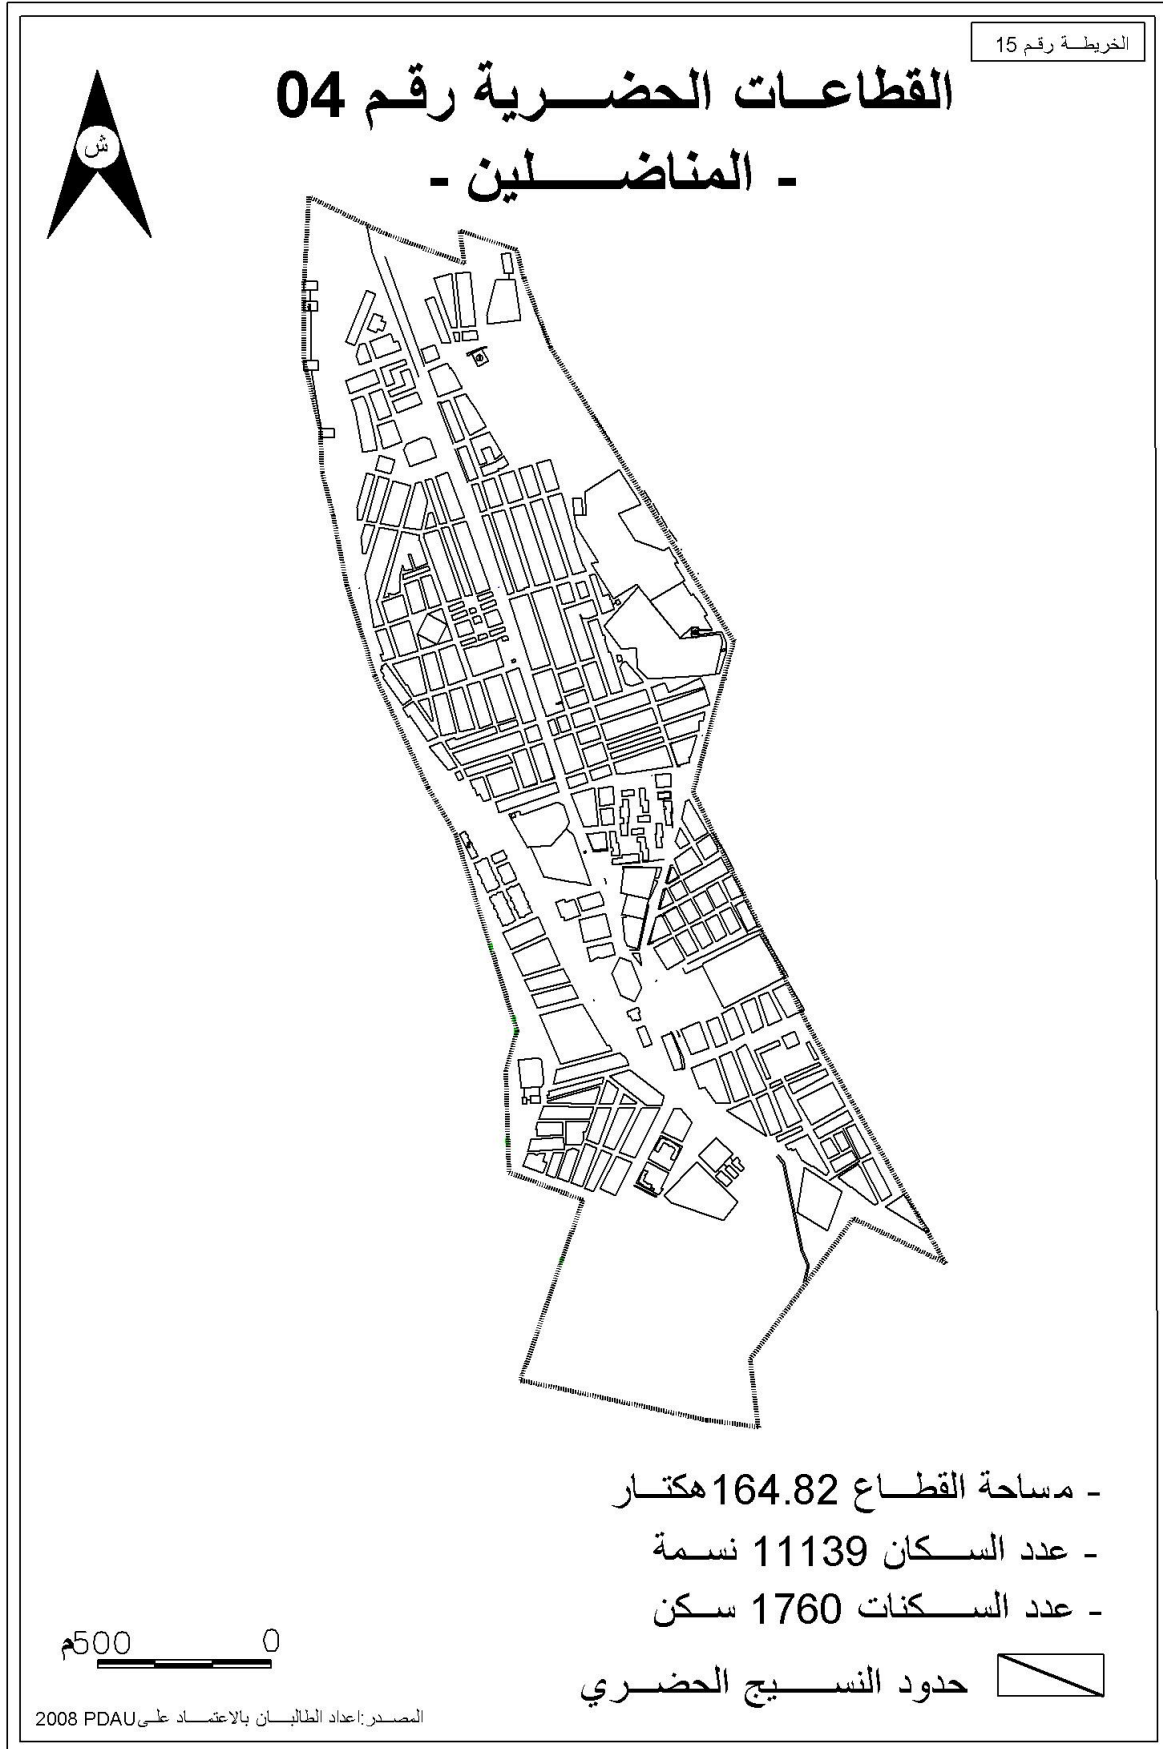 الخريطة رقم 15
القطاعات الحضرية رقم 04
- المناضلين -
ش
- مساحة القطاع 164.82 هكتار
- عدد السكان 11139 نسمة
- عدد السكنات 1760 سكن
0 500م
حدود النسيج الحضري
المصدر:اعداد الطالبان بالاعتماد على PDAU 2008